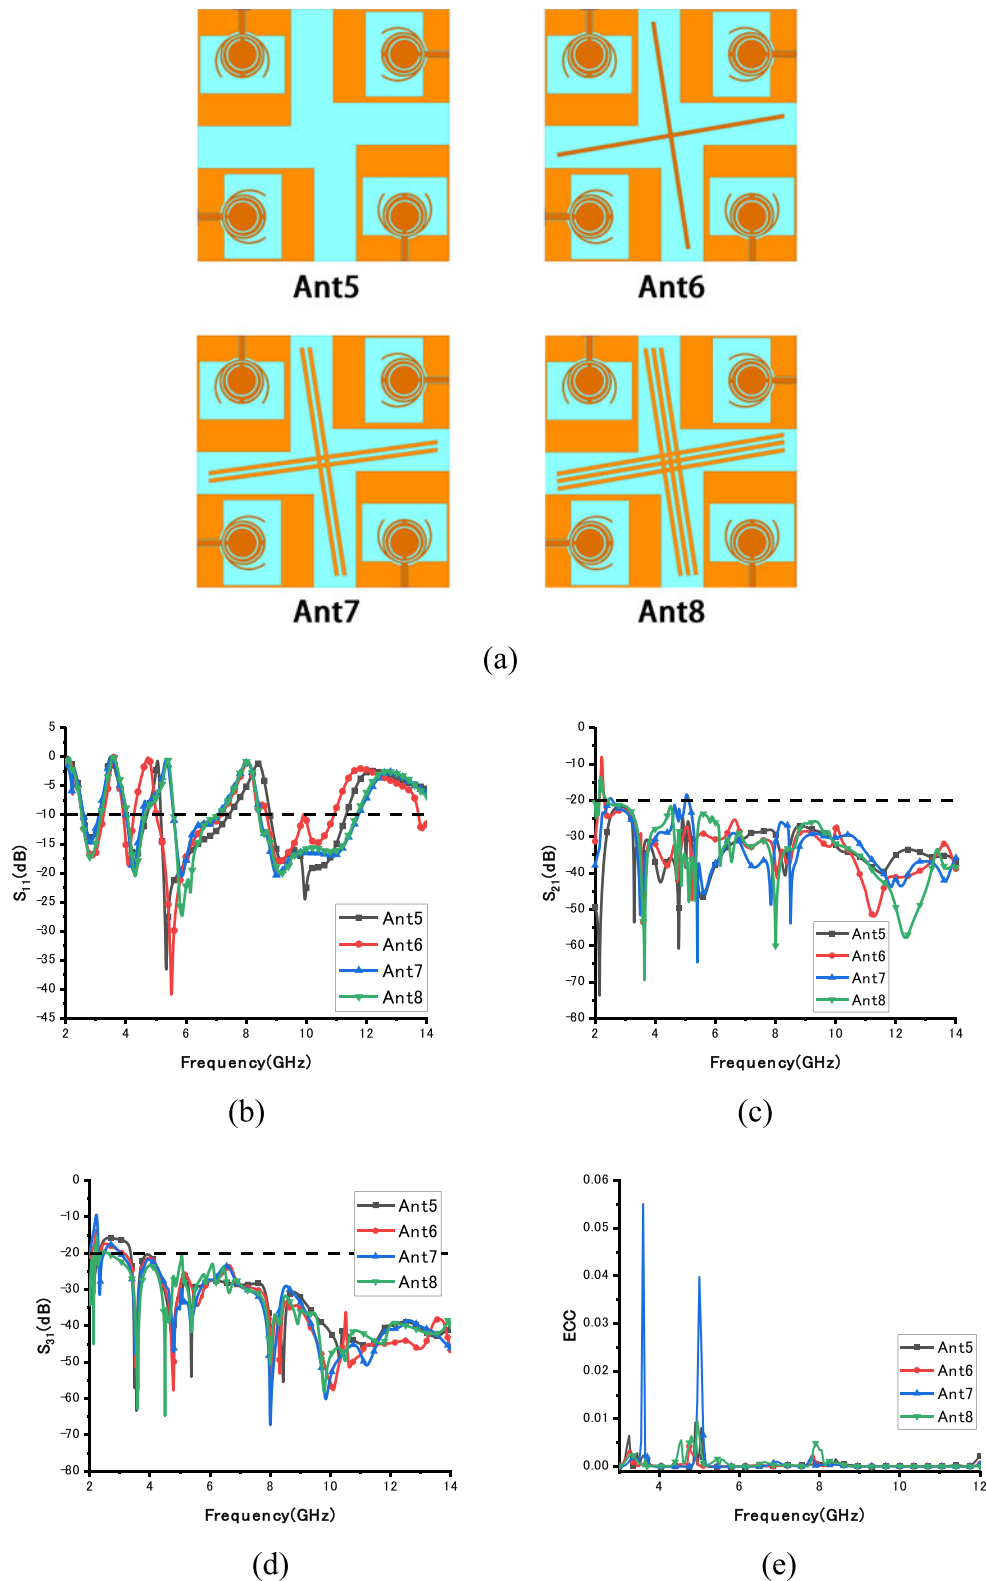 Ant5 Ant6
Ant7 Ant8
(a)
5
0
-5
-10
-15
-20
-25
-30
-35
-40
-45
S11(dB)
Ant5
Ant6
Ant7
Ant8
2 4 6 8 10 12 14
Frequency(GHz)
(b)
0
-10
-20
-30
-40
-50
-60
-70
-80
S21(dB)
Ant5
Ant6
Ant7
Ant8
2 4 6 8 10 12 14
Frequency(GHz)
(c)
0
-10
-20
-30
-40
-50
-60
-70
-80
S31(dB)
Ant5
Ant6
Ant7
Ant8
2 4 6 8 10 12 14
Frequency(GHz)
(d)
0.06
0.05
0.04
0.03
0.02
0.01
0.00
ECC
Ant5
Ant6
Ant7
Ant8
4 6 8 10 12
Frequency(GHz)
(e)